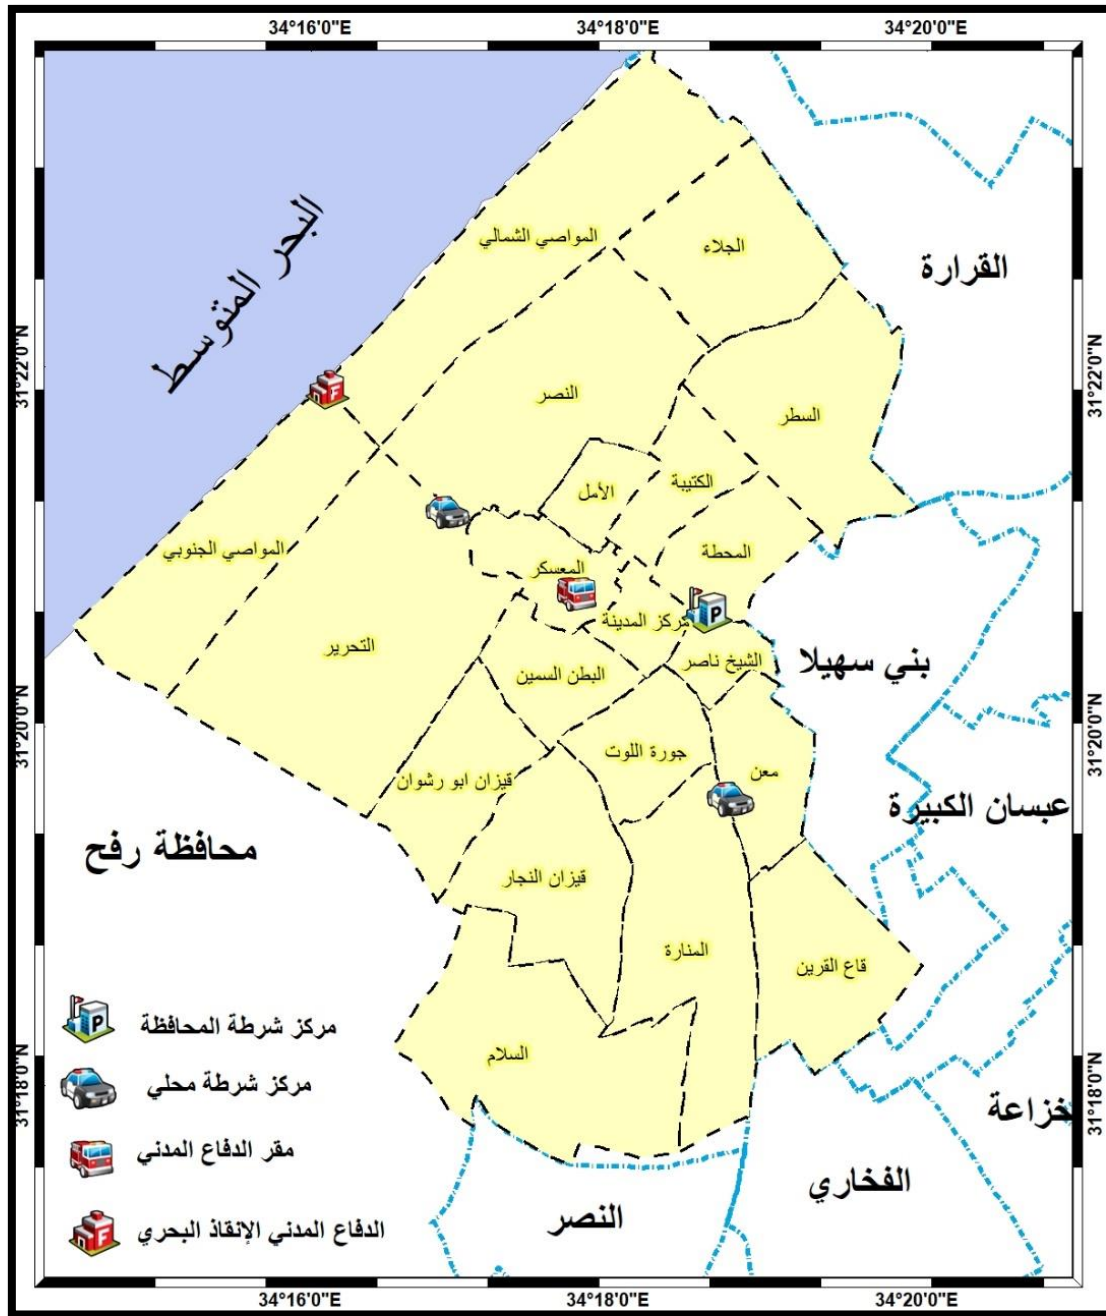 34°16'0"E
34°18'0"E
34°20'0"E
31°22'0"N
31°22'0"N
31°20'0"N
31°20'0"N
31°18'0"N
31°18'0"N
البحر المتوسط
المواصي الشمالي
الجلاء
القرارة
النصر
السطر
الكتيبة
الأمل
المواصي الجنوبي
المحطة
المعسكر
مركز المدينة
التحرير
الشيخ ناصر
بني سهيلا
البطن السمين
جورة اللوت
معن
قيزان ابو رشوان
عبسان الكبيرة
محافظة رفح
قيزان النجار
المنارة
قاع القرين
السلام
خزاعة
الفخاري
النصر
P
مركز شرطة المحافظة
مركز شرطة محلي
مقر الدفاع المدني
F
الدفاع المدني الإنقاذ البحري
34°16'0"E
34°18'0"E
34°20'0"E